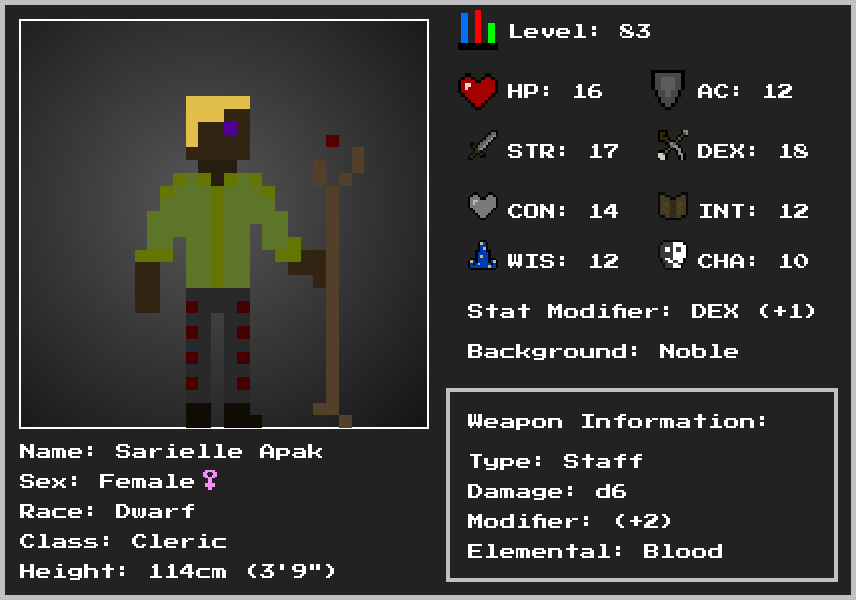 Level: 83
HP: 16
AC: 12
STR: 17
DEX: 18
CON: 14
INT: 12
WIS: 12
CHA: 10
Stat Modifier: DEX (+1)
Background: Noble
Weapon Information:
Type: Staff
Damage: d6
Modifier: (+2)
Elemental: Blood
Name: Sarielle Apak
Sex: Female♀
Race: Dwarf
Class: Cleric
Height: 114cm (3'9")